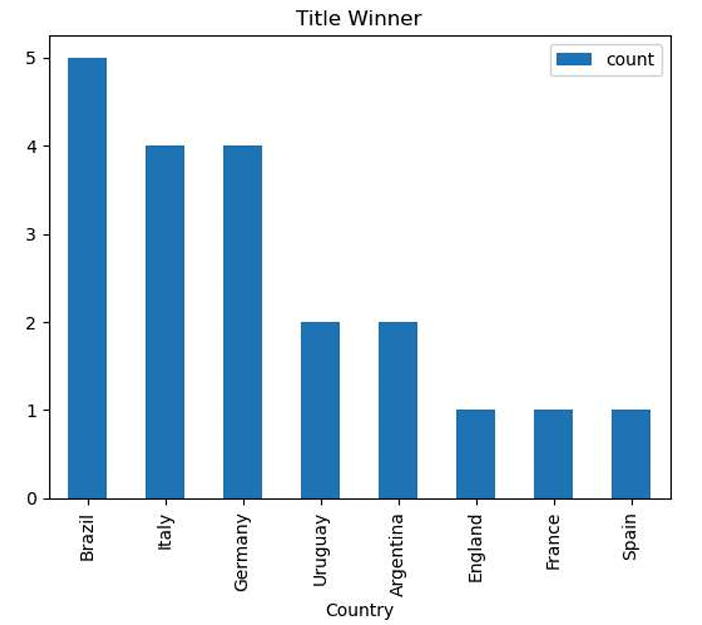 Title Winner
count
5
4
3
2
1
0
Brazil
Italy
Germany
Uruguay
Argentina
England
France
Spain
Country